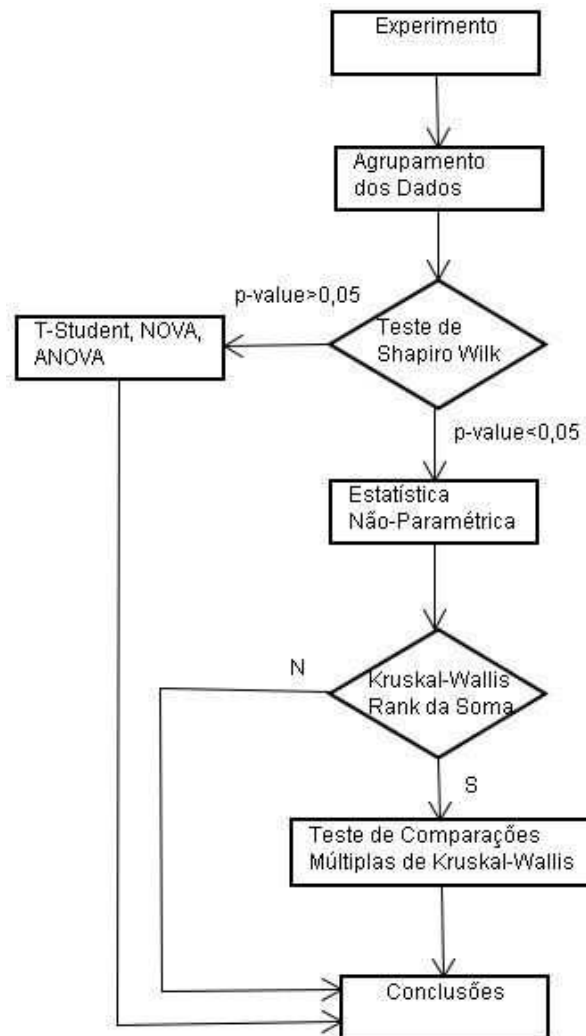 Experimento
Agrupamento
dos Dados
p-value>0,05
T-Student, NOVA,
ANOVA
Teste de
Shapiro Wilk
p-value<0,05
Estatística
Não-Paramétrica
N
Kruskal-Wallis
Rank da Soma
S
Teste de Comparações
Múltiplas de Kruskal-Wallis
Conclusões